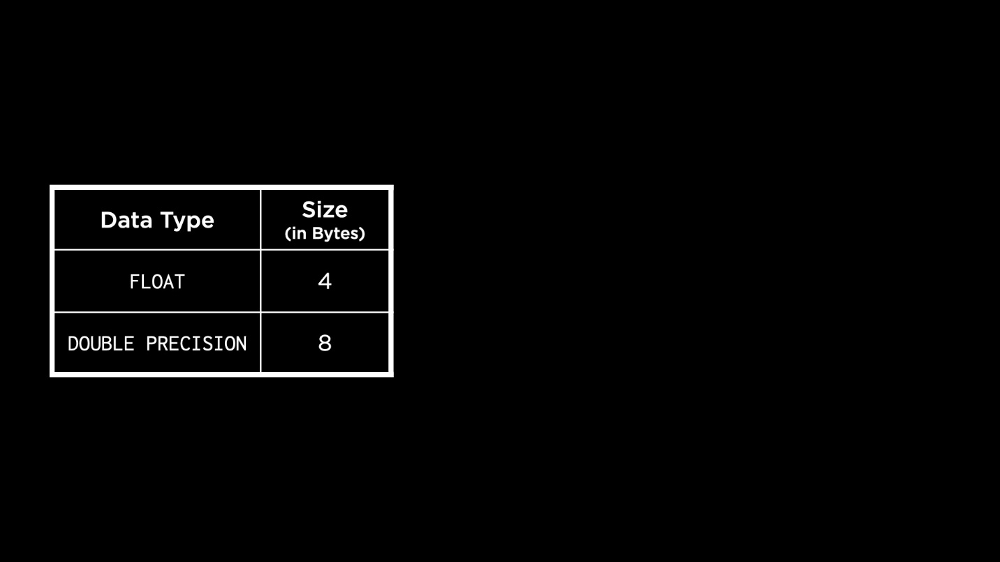 Data Type
Size
(in Bytes)
FLOAT
4
DOUBLE PRECISION
8